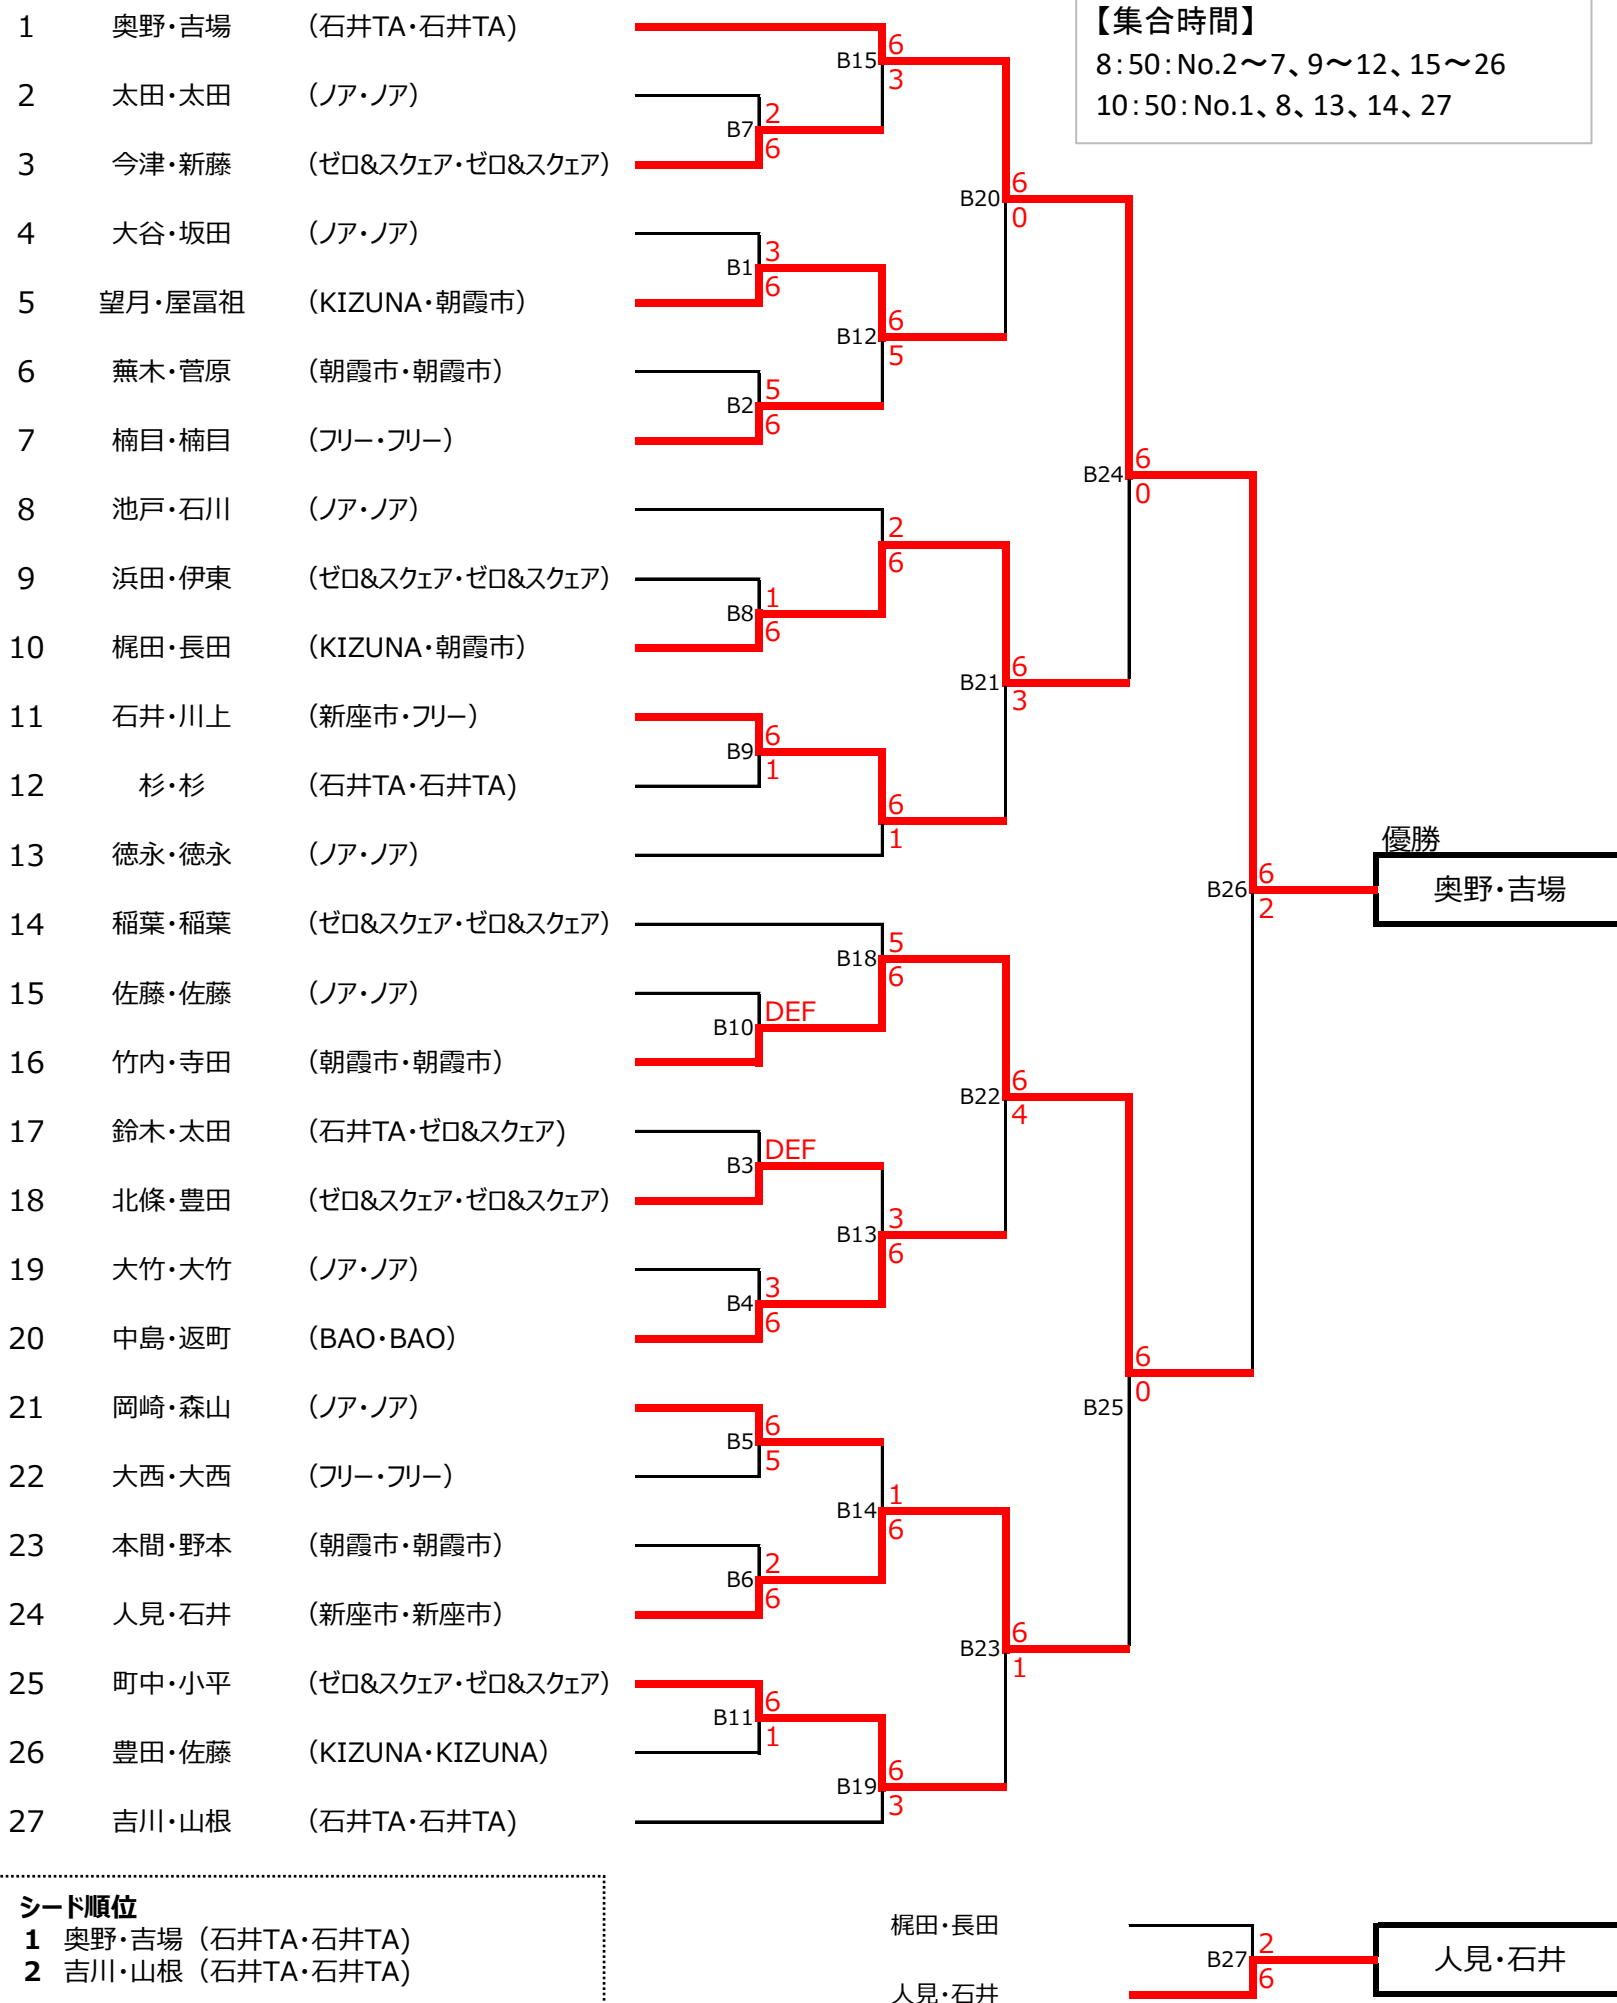 【集合時間】
8:50:No.2～7、9～12、15～26
10:50:No.1、8、13、14、27
1 奥野・吉場 (石井TA・石井TA)
2 太田・太田 (ノア・ノア)
3 今津・新藤 (ゼロ&スクェア・ゼロ&スクェア)
4 大谷・坂田 (ノア・ノア)
5 望月・屋冨祖 (KIZUNA・朝霞市)
6 蕪木・菅原 (朝霞市・朝霞市)
7 楠目・楠目 (フリー・フリー)
8 池戸・石川 (ノア・ノア)
9 浜田・伊東 (ゼロ&スクェア・ゼロ&スクェア)
10 梶田・長田 (KIZUNA・朝霞市)
11 石井・川上 (新座市・フリー)
12 杉・杉 (石井TA・石井TA)
13 徳永・徳永 (ノア・ノア)
14 稲葉・稲葉 (ゼロ&スクェア・ゼロ&スクェア)
15 佐藤・佐藤 (ノア・ノア)
16 竹内・寺田 (朝霞市・朝霞市)
17 鈴木・太田 (石井TA・ゼロ&スクェア)
18 北條・豊田 (ゼロ&スクェア・ゼロ&スクェア)
19 大竹・大竹 (ノア・ノア)
20 中島・返町 (BAO・BAO)
21 岡崎・森山 (ノア・ノア)
22 大西・大西 (フリー・フリー)
23 本間・野本 (朝霞市・朝霞市)
24 人見・石井 (新座市・新座市)
25 町中・小平 (ゼロ&スクェア・ゼロ&スクェア)
26 豊田・佐藤 (KIZUNA・KIZUNA)
27 吉川・山根 (石井TA・石井TA)
B7 2 6
B1 3 6
B2 5 6
B8 1 6
B9 6 1
B10 DEF
B3 DEF
B4 3 6
B5 6 5
B6 2 6
B11 6 1
B15 6 3
B12 6 5
2 6
6 1
B18 5 6
B13 3 6
B14 1 6
B19 6 3
B20 6 0
B21 6 3
B22 6 4
B23 6 1
B24 6 0
B25 6 0
B26 6 2
優勝
奥野・吉場
シード順位
1 奥野・吉場 (石井TA・石井TA)
2 吉川・山根 (石井TA・石井TA)
梶田・長田
B27 2 6
人見・石井
人見・石井